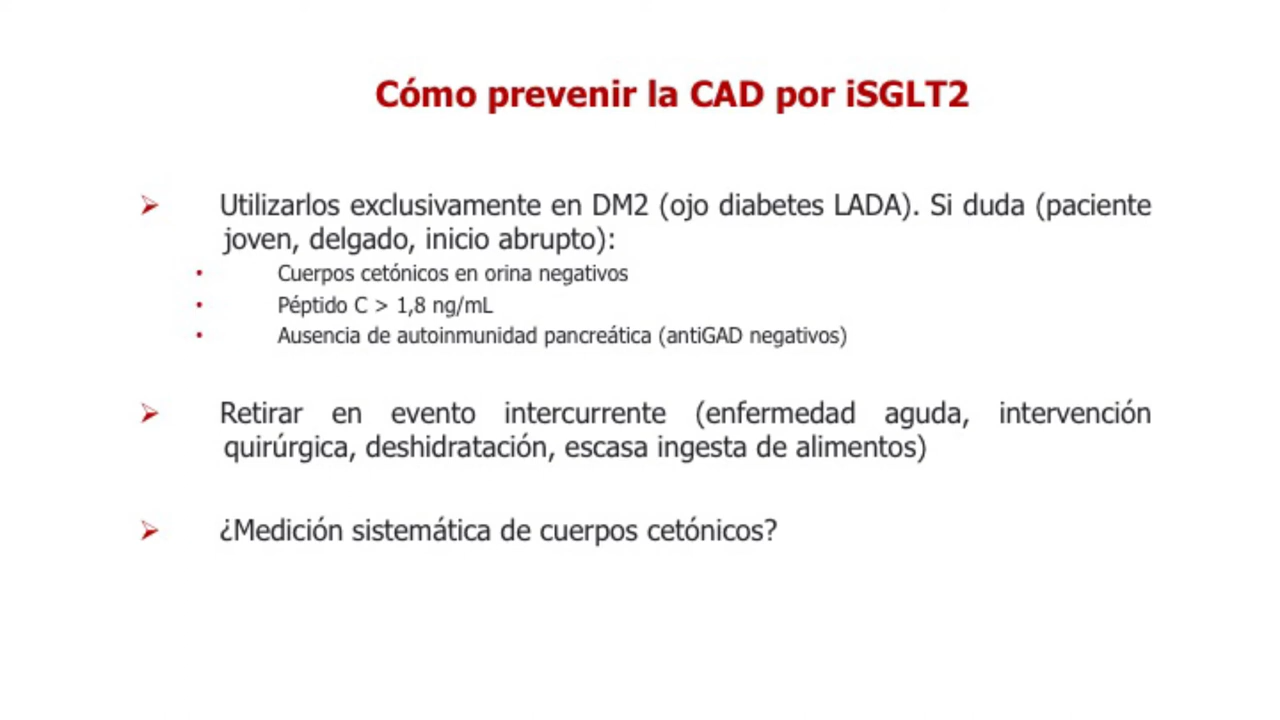 Cómo prevenir la CAD por iSGLT2
Utilizarlos exclusivamente en DM2 (ojo diabetes LADA). Si duda (paciente
joven, delgado, inicio abrupto):
Cuerpos cetónicos en orina negativos
Péptido C > 1,8 ng/mL
Ausencia de autoinmunidad pancreática (antiGAD negativos)
Retirar en evento intercurrente (enfermedad aguda, intervención
quirúrgica, deshidratación, escasa ingesta de alimentos)
¿Medición sistemática de cuerpos cetónicos?